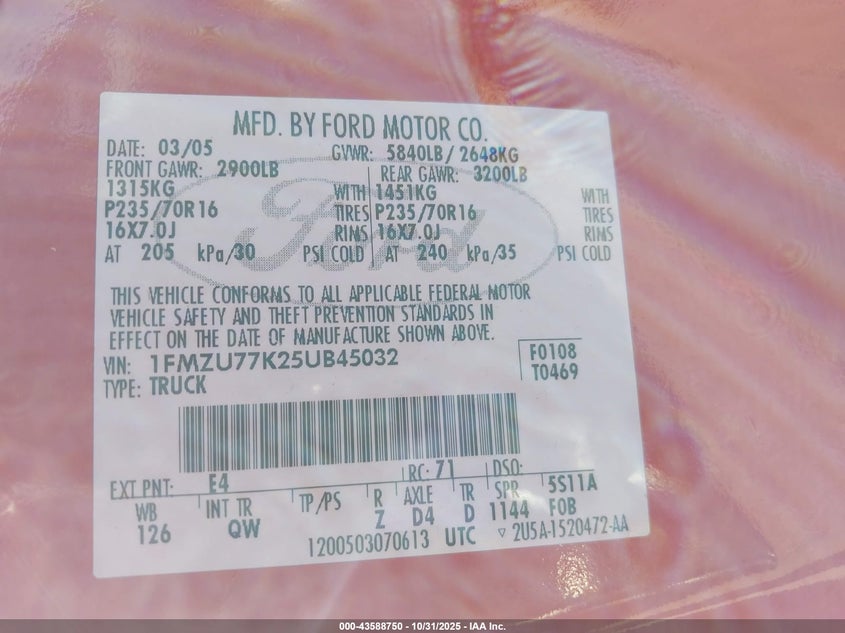 MFD. BY FORD MOTOR CO.
DATE: 03/05 GVWR: 5840LB / 2648KG
FRONT GAWR: 2900LB REAR GAWR: 3200LB
1315KG WITH 1451KG WITH
P235/70R16 TIRES P235/70R16 TIRES
16X7.0J RIMS 16X7.0J RIMS
AT 205 kPa/30 PSI COLD AT 240 kPa/35 PSI COLD
Ford
THIS VEHICLE CONFORMS TO ALL APPLICABLE FEDERAL MOTOR
VEHICLE SAFETY AND THEFT PREVENTION STANDARDS IN
EFFECT ON THE DATE OF MANUFACTURE SHOWN ABOVE.
VIN: 1FMZU77K25UB45032 F0108
TYPE: TRUCK T0469
EXT PNT: E4 RC: 71 DSO:
WB INT TR TP/PS R AXLE TR SPR 5S11A
126 QW Z D4 D 1144 FOB
1200503070613 UTC ▽ 2U5A-1520472-AA
000-43588750 - 10/31/2025 - IAA Inc.